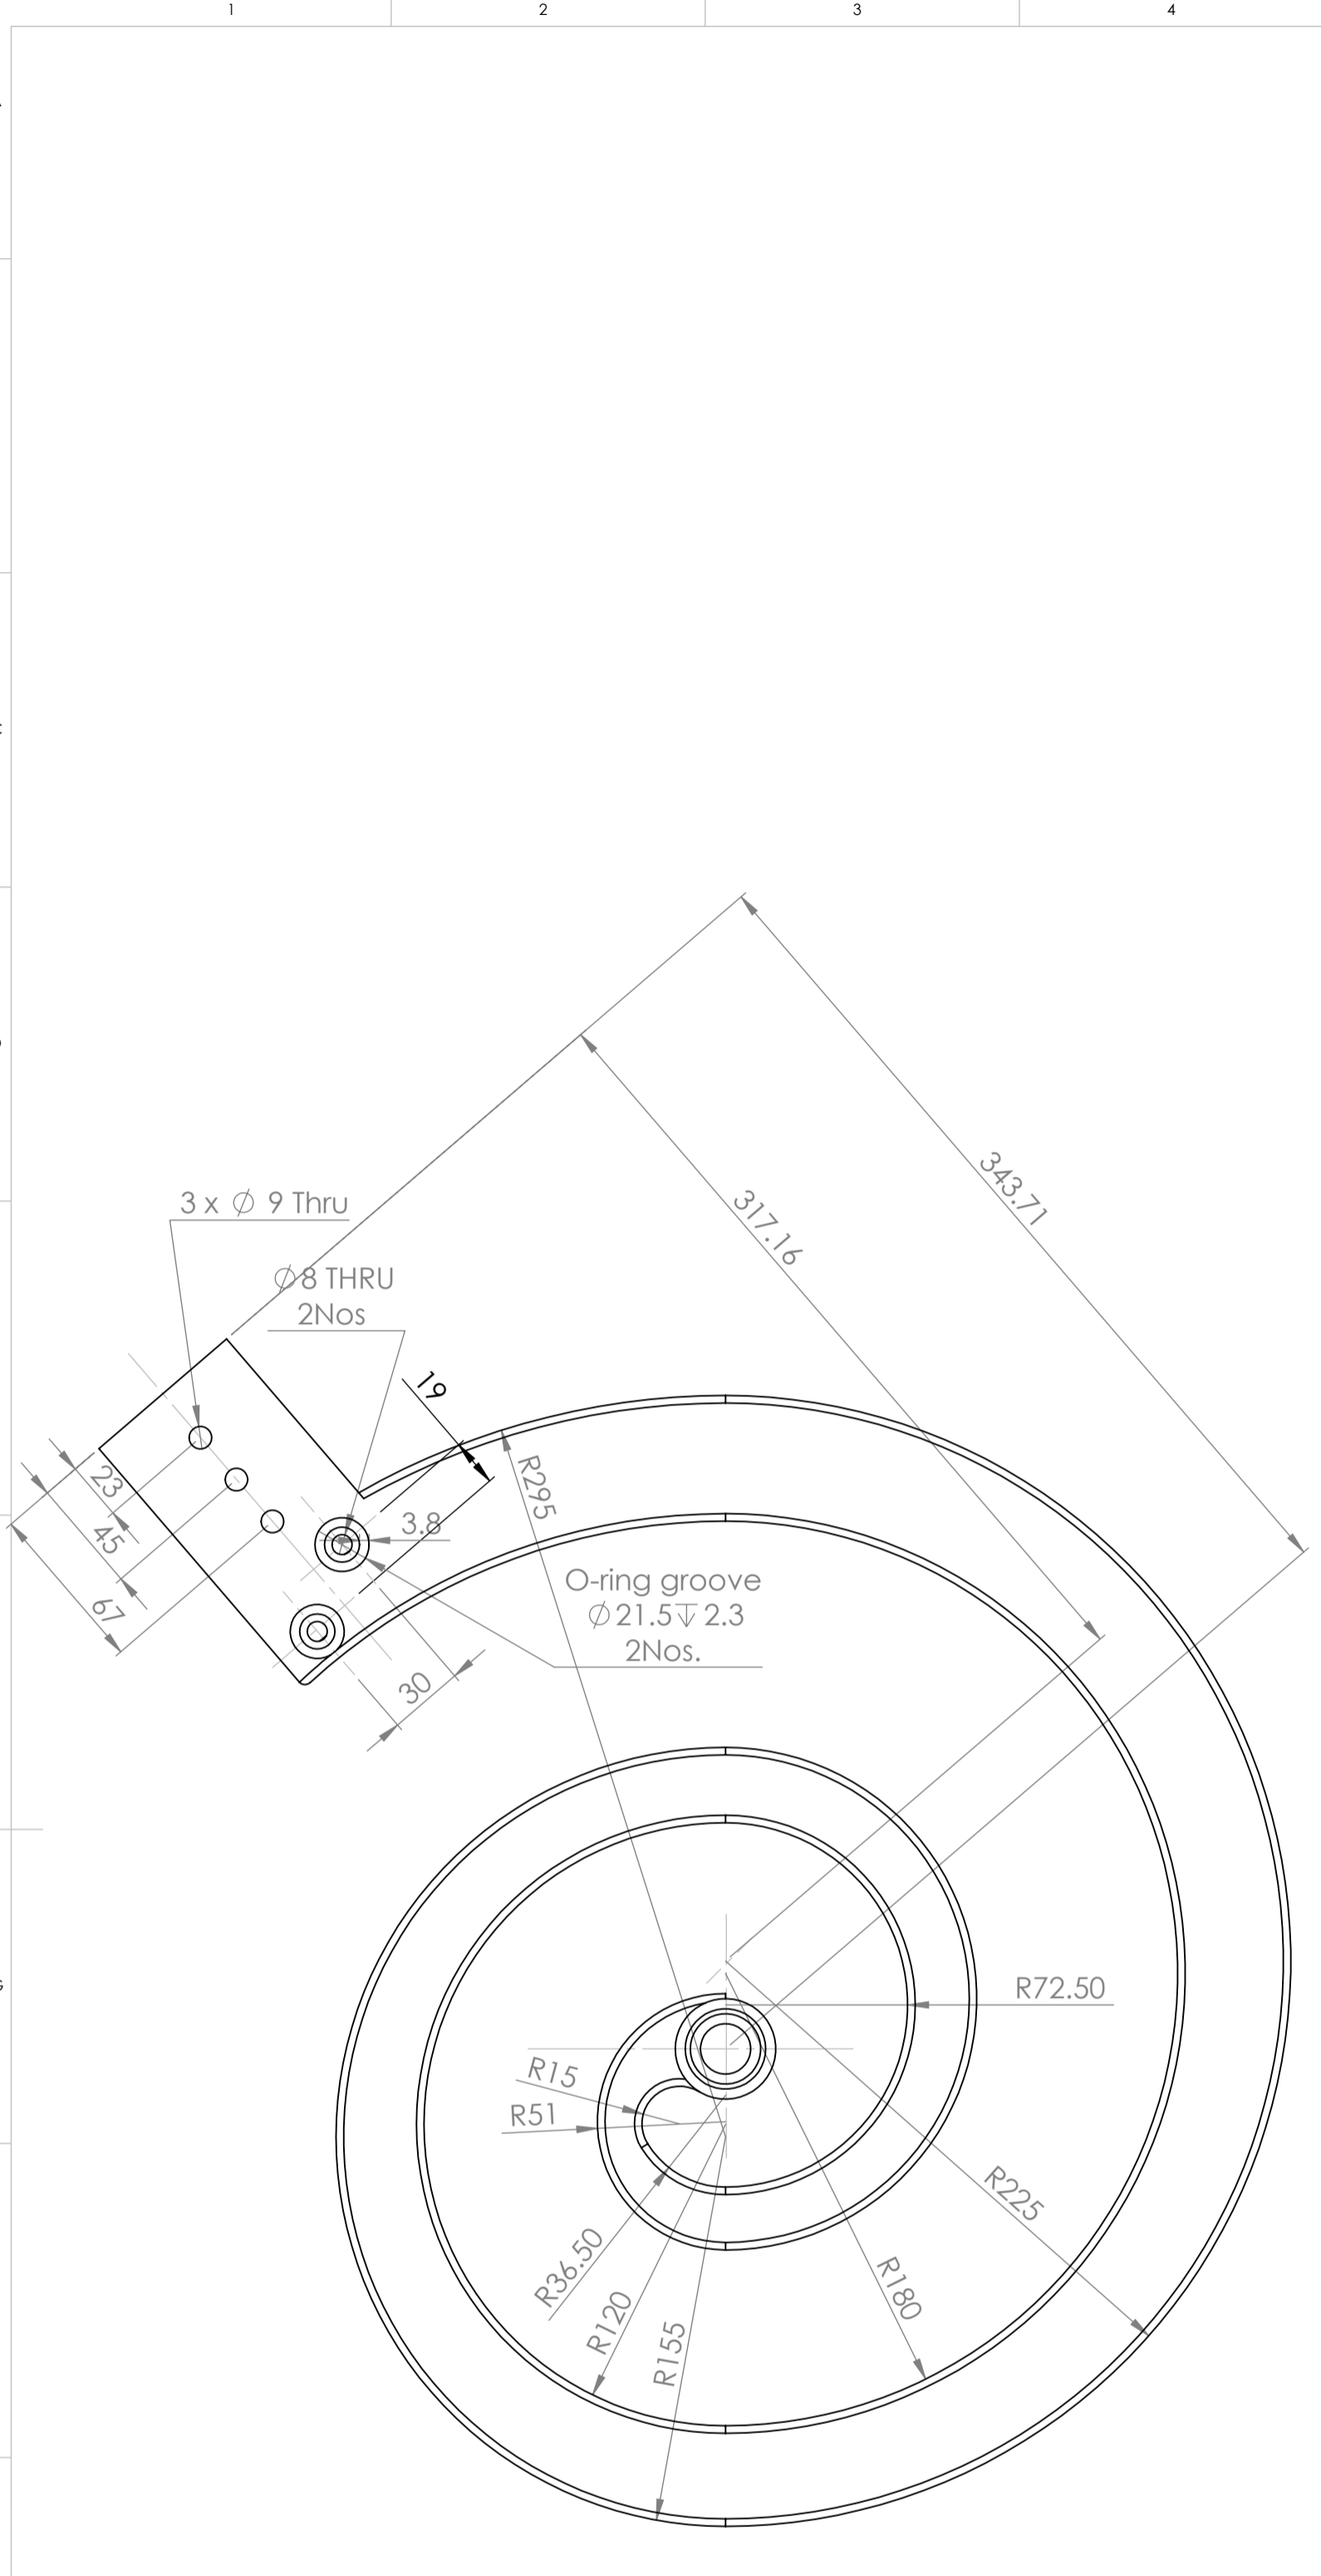 1
2
3
4
343.71
317.16
3 x ∅ 9 Thru
∅8 THRU
2Nos
19
R295
23
3.8
45
O-ring groove
67
∅21.5↧2.3
2Nos.
30
R72.50
R15
R51
R225
R36.50
R180
R120
R155